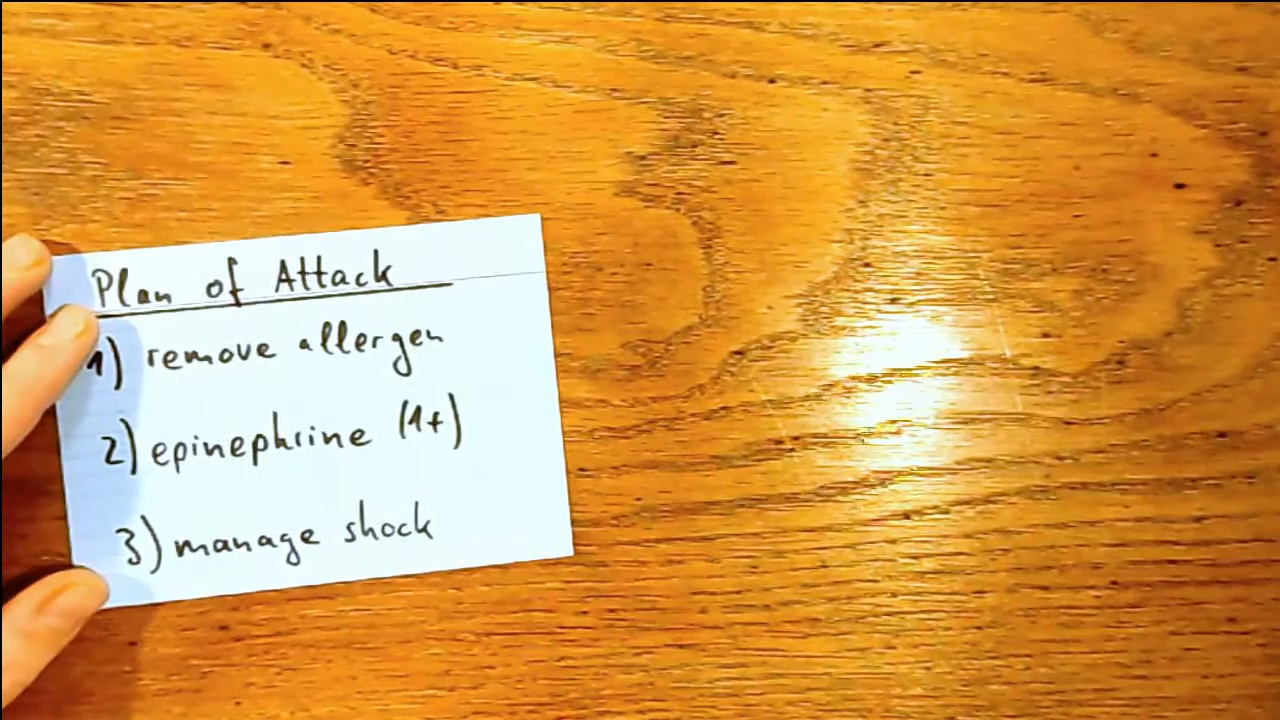 Plan of Attack
1) remove allergen
2) epinephrine (1+)
3) manage shock